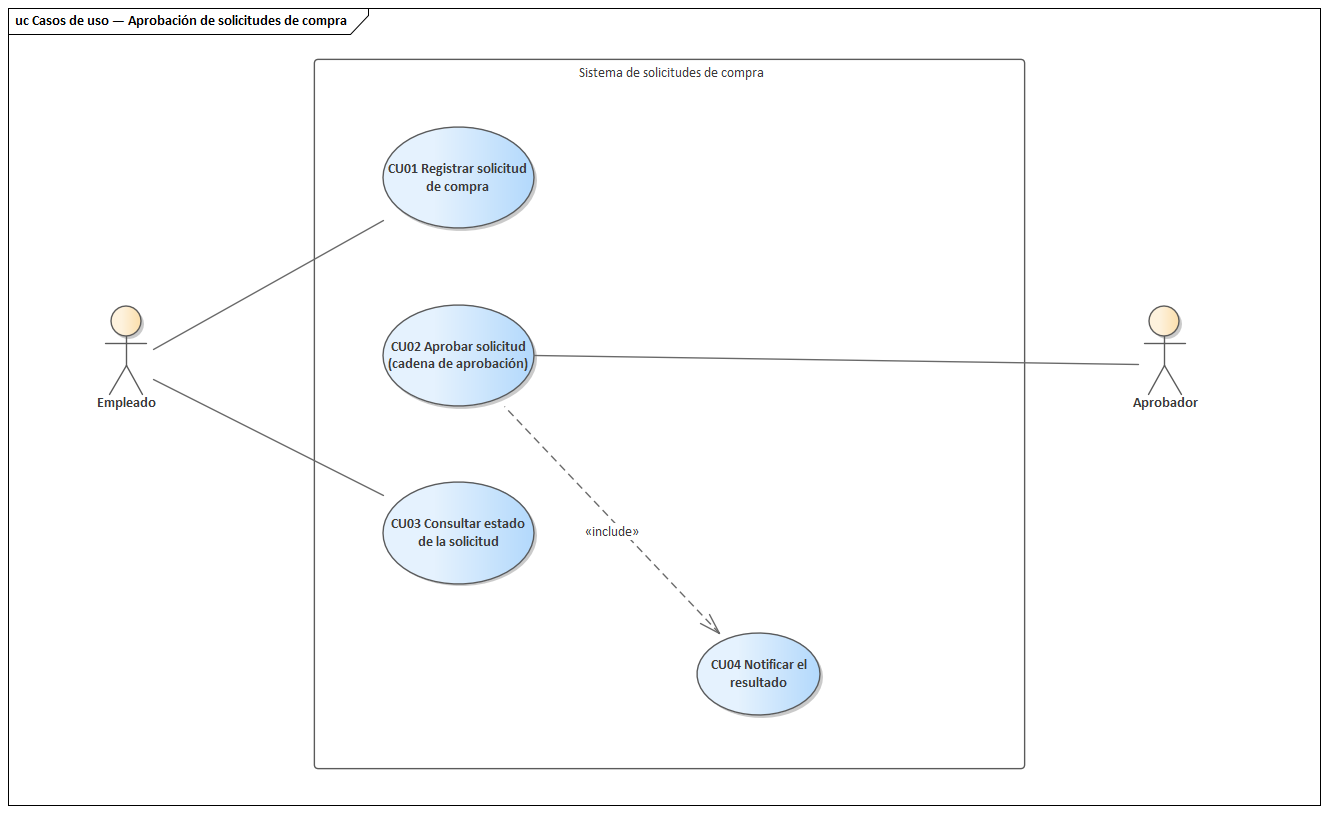 uc Casos de uso — Aprobación de solicitudes de compra
Sistema de solicitudes de compra
CU01 Registrar solicitud
de compra
CU02 Aprobar solicitud
(cadena de aprobación)
Empleado
Aprobador
CU03 Consultar estado
de la solicitud
«include»
CU04 Notificar el
resultado